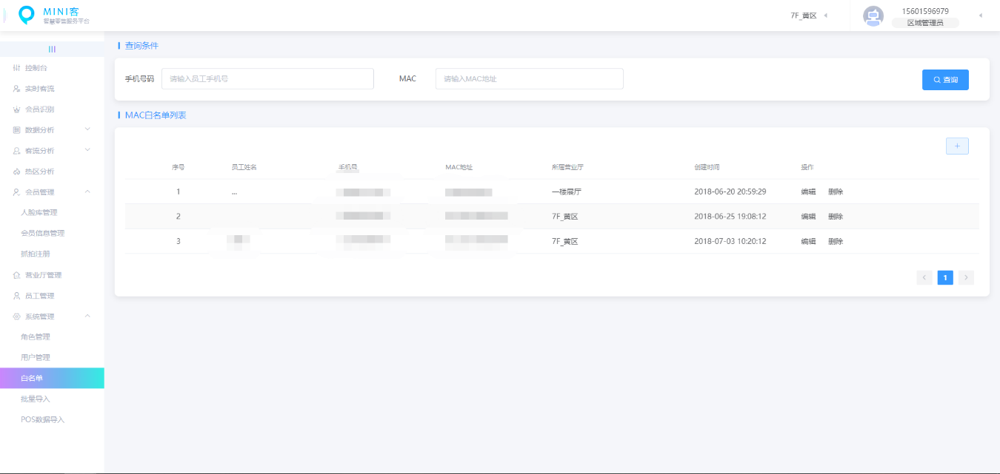 MINI客
智慧零售服务平台
7F_黄区
15601596979
区域管理员
控制台
实时客流
会员识别
数据分析
客流分析
热区分析
会员管理
人脸库管理
会员信息管理
抓拍注册
营业厅管理
员工管理
系统管理
角色管理
用户管理
白名单
批量导入
POS数据导入
查询条件
手机号码 请输入员工手机号 MAC 请输入MAC地址 查询
MAC白名单列表
+
序号 员工姓名 手机号 MAC地址 所属营业厅 创建时间 操作
1 ... 一楼展厅 2018-06-20 20:59:29 编辑 删除
2 7F_黄区 2018-06-25 19:08:12 编辑 删除
3 7F_黄区 2018-07-03 10:20:12 编辑 删除
< 1 >